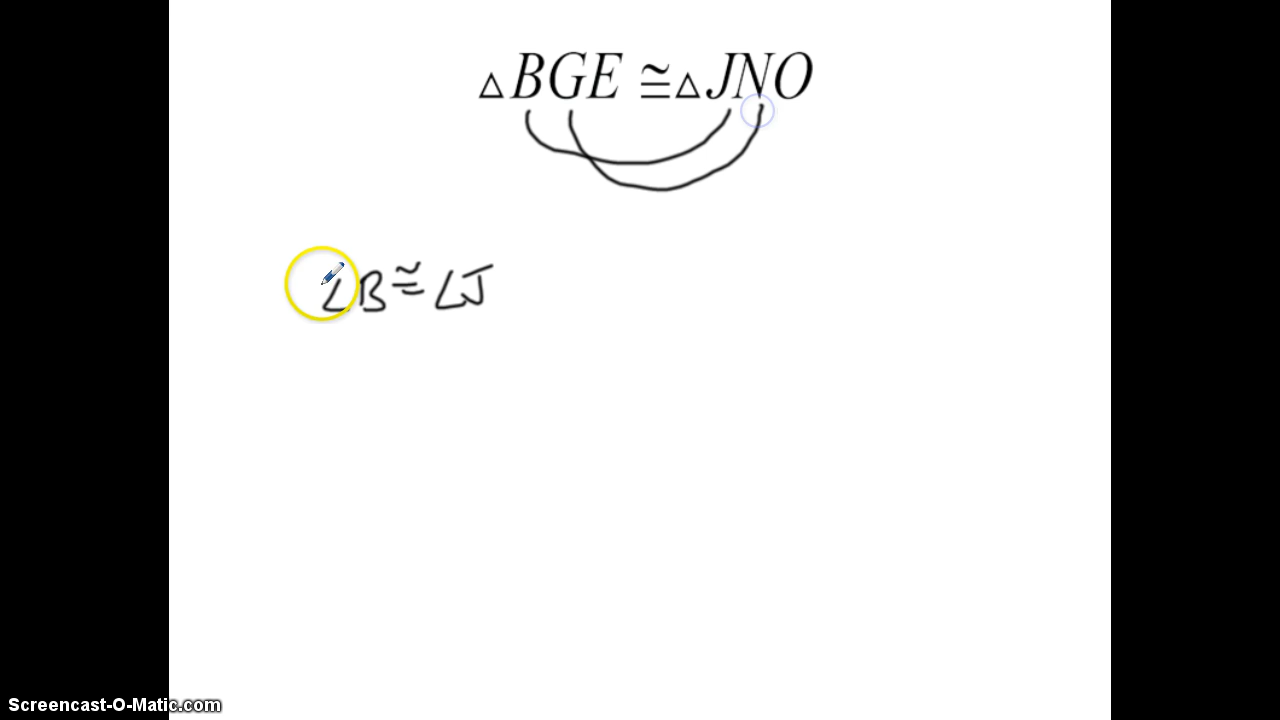 △BGE ≅ △JNO
∠B ≅ ∠J
Screencast-O-Matic.com